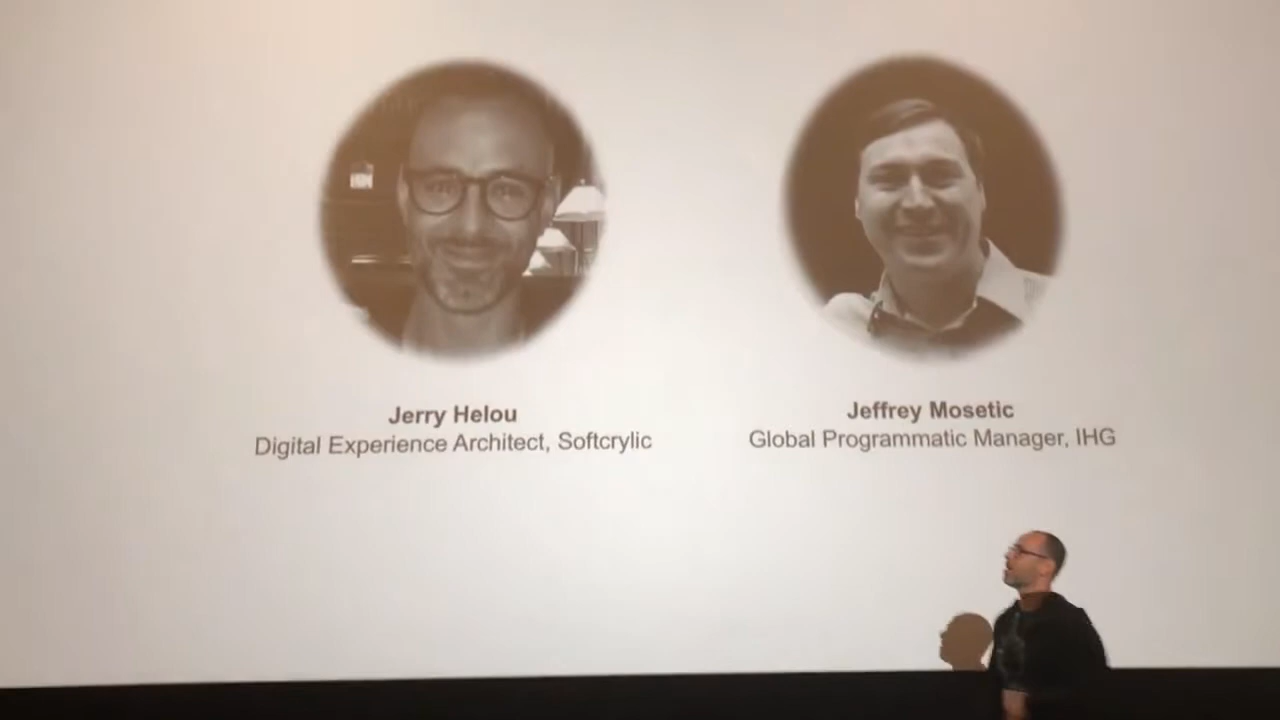 Jerry Helou
Digital Experience Architect, Softcrylic
Jeffrey Mosetic
Global Programmatic Manager, IHG